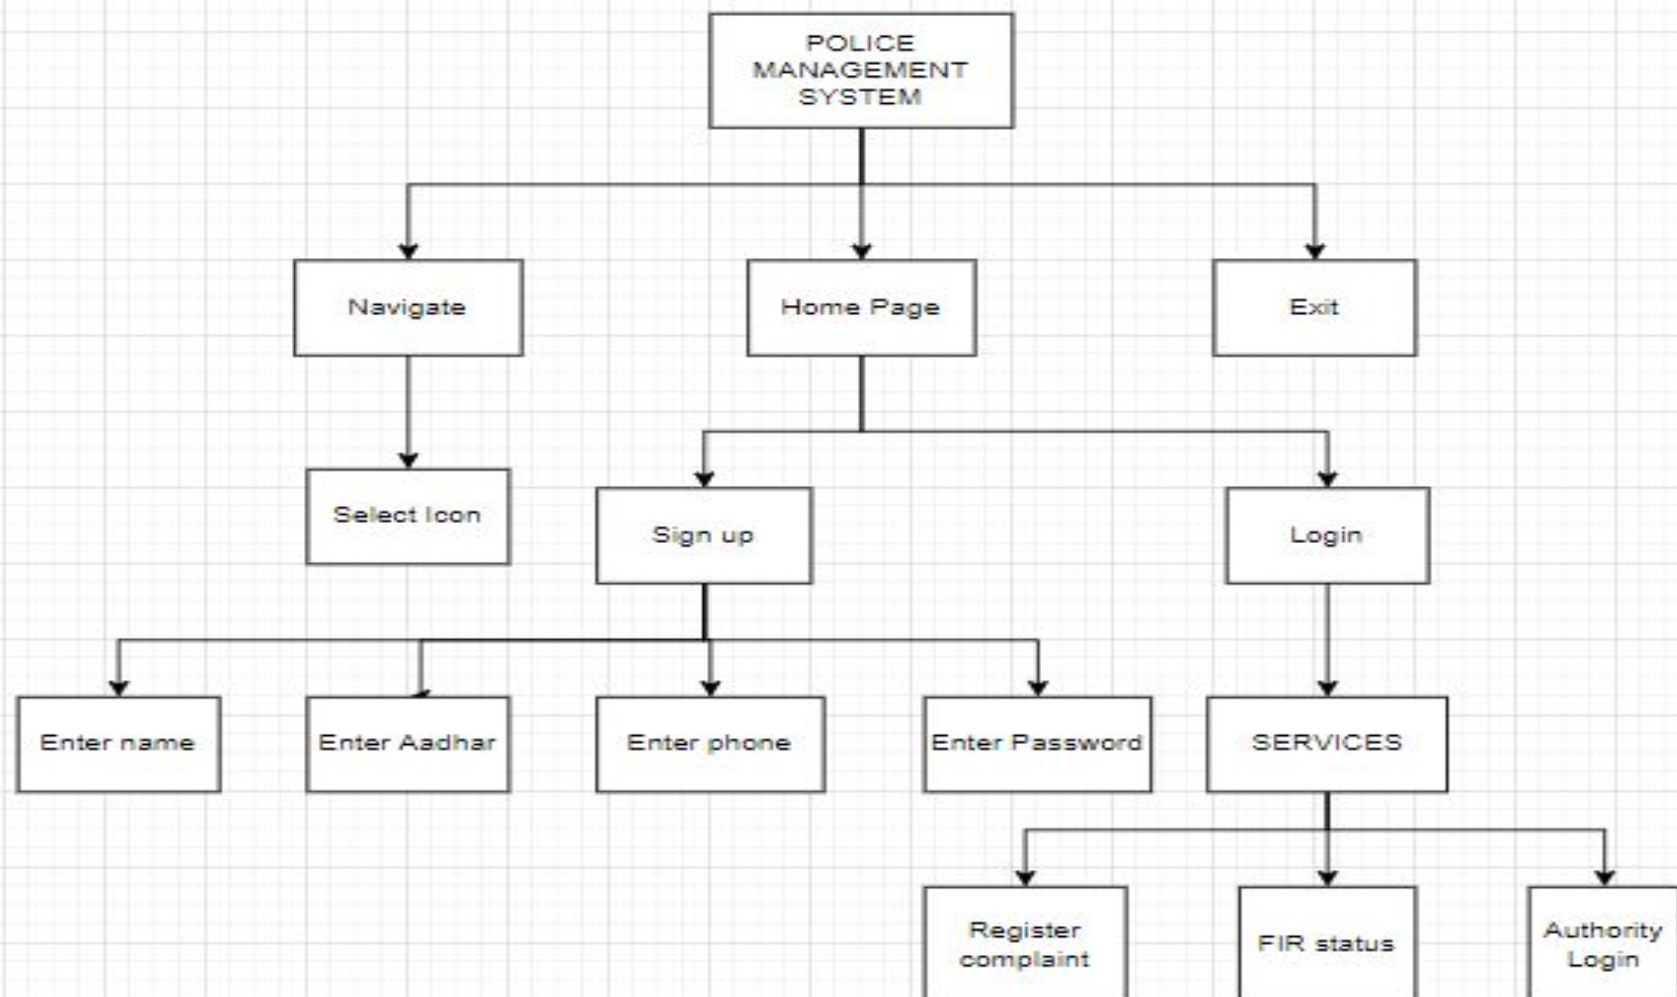 POLICE
MANAGEMENT
SYSTEM
Navigate
Home Page
Exit
Select Icon
Sign up
Login
Enter name
Enter Aadhar
Enter phone
Enter Password
SERVICES
Register
complaint
FIR status
Authority
Login